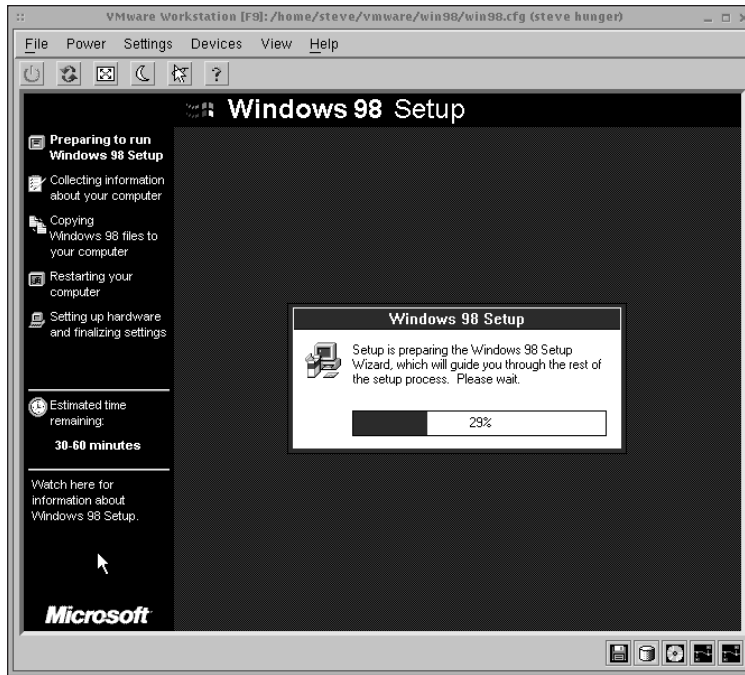 VMware Workstation [F9]: /home/steve/vmware/win98/win98.cfg (steve hunger)
File Power Settings Devices View Help
?
Windows 98 Setup
Preparing to run
Windows 98 Setup
Collecting information
about your computer
Copying
Windows 98 files to
your computer
Restarting your
computer
Setting up hardware
and finalizing settings
Estimated time
remaining:
30-60 minutes
Watch here for
information about
Windows 98 Setup.
Microsoft
Windows 98 Setup
Setup is preparing the Windows 98 Setup
Wizard, which will guide you through the rest of
the setup process. Please wait.
29%